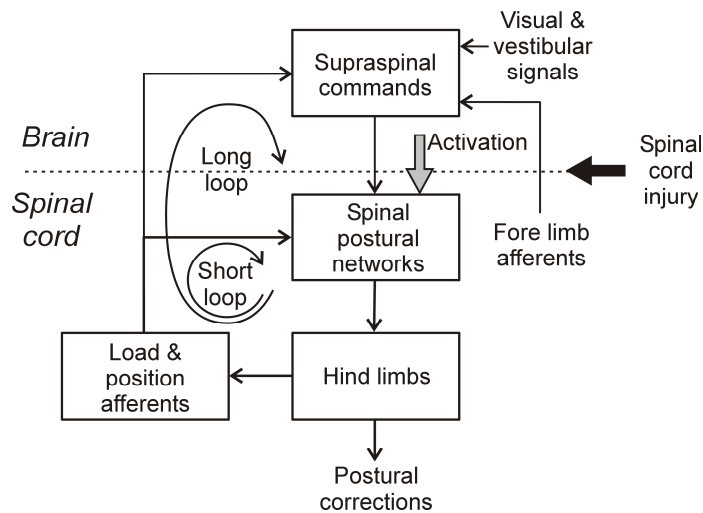 Visual &
vestibular
signals
Supraspinal
commands
Brain
Activation
Long
loop
Spinal
cord
injury
Spinal
cord
Spinal
postural
networks
Fore limb
afferents
Short
loop
Load &
position
afferents
Hind limbs
Postural
corrections